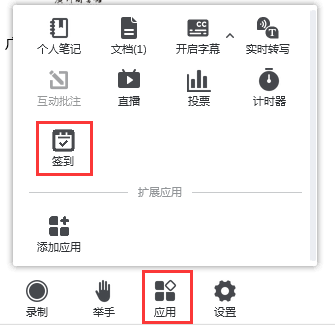 广
个人笔记 文档(1) 开启字幕 实时转写
互动批注 直播 投票 计时器
签到
扩展应用
添加应用
录制 举手 应用 设置